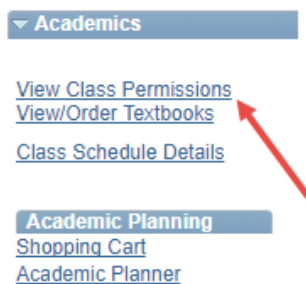 Academics
View Class Permissions
View/Order Textbooks
Class Schedule Details
Academic Planning
Shopping Cart
Academic Planner